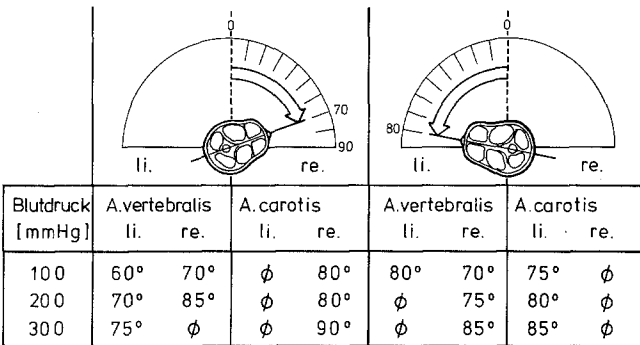 0 0
70 80
90
li. re. li. re.
Blutdruck A.vertebralis A.carotis A.vertebralis A.carotis
[mmHg] li. re. li. re. li. re. li. re.
100 60° 70° ϕ 80° 80° 70° 75° ϕ
200 70° 85° ϕ 80° ϕ 75° 80° ϕ
300 75° ϕ ϕ 90° ϕ 85° 85° ϕ